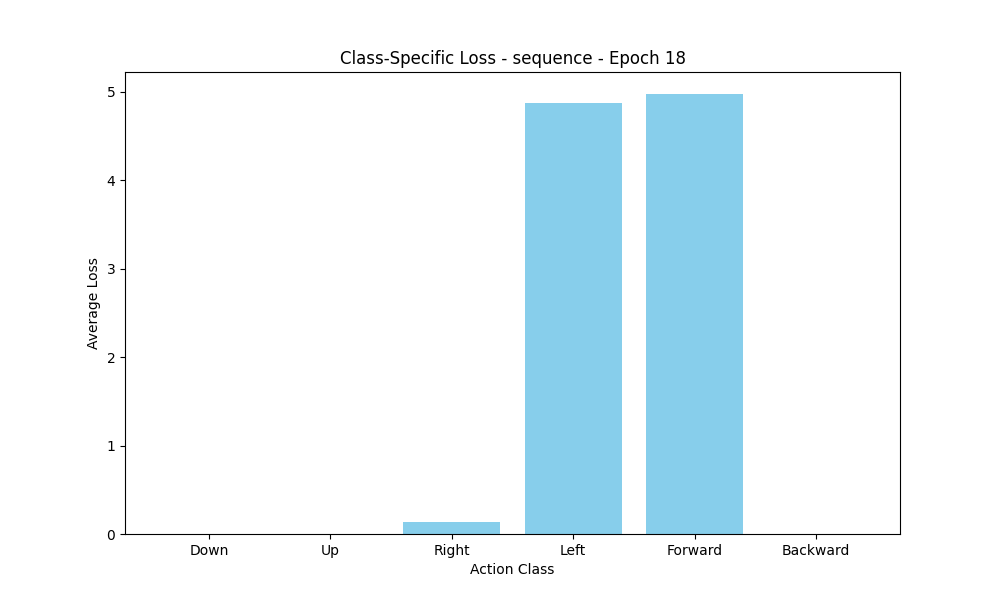 Class-Specific Loss - sequence - Epoch 18
Average Loss
5
4
3
2
1
0
Down Up Right Left Forward Backward
Action Class